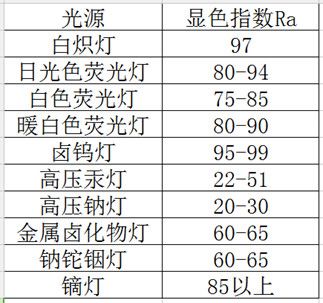 光源 显色指数Ra
白炽灯 97
日光色荧光灯 80-94
白色荧光灯 75-85
暖白色荧光灯 80-90
卤钨灯 95-99
高压汞灯 22-51
高压钠灯 20-30
金属卤化物灯 60-65
钠铊铟灯 60-65
镝灯 85以上